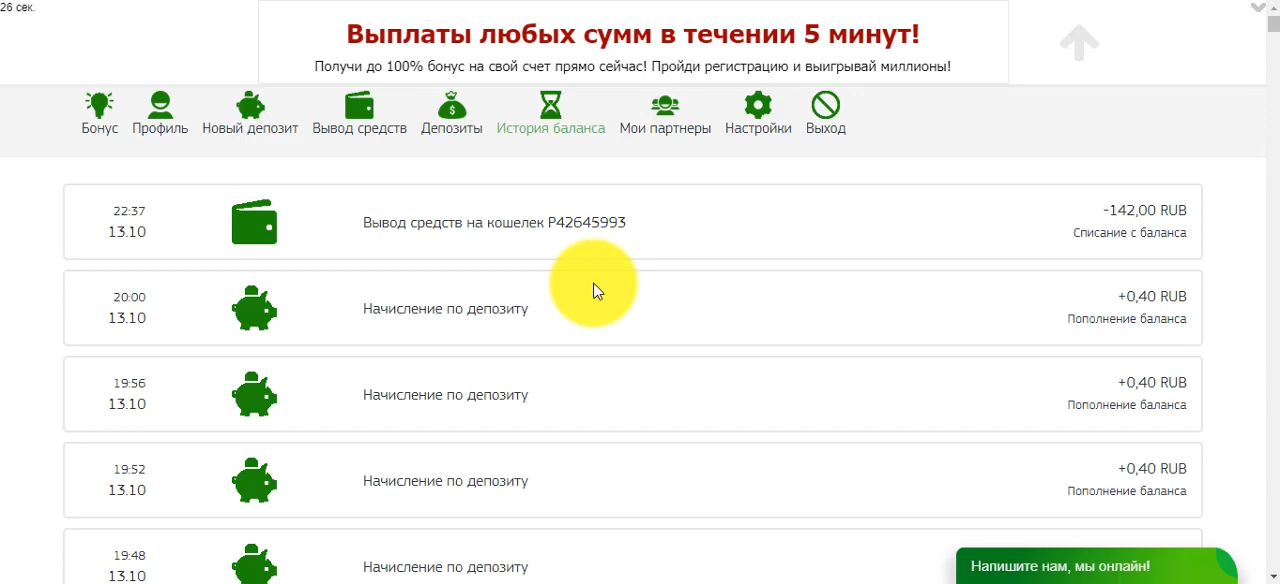 26 сек.
Выплаты любых сумм в течении 5 минут!
Получи до 100% бонус на свой счет прямо сейчас! Пройди регистрацию и выигрывай миллионы!
Бонус Профиль Новый депозит Вывод средств Депозиты История баланса Мои партнеры Настройки Выход
22:37
13.10
Вывод средств на кошелек P42645993
-142,00 RUB
Списание с баланса
20:00
13.10
Начисление по депозиту
+0,40 RUB
Пополнение баланса
19:56
13.10
Начисление по депозиту
+0,40 RUB
Пополнение баланса
19:52
13.10
Начисление по депозиту
+0,40 RUB
Пополнение баланса
19:48
13.10
Начисление по депозиту
Напишите нам, мы онлайн!